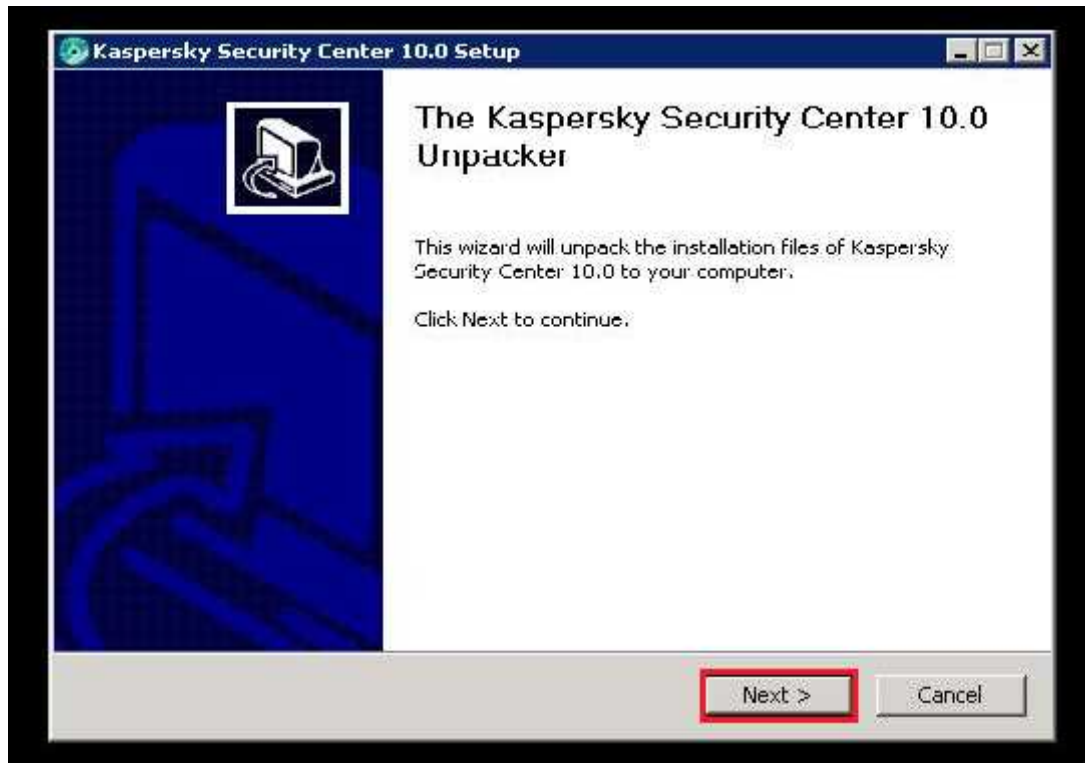 Kaspersky Security Center 10.0 Setup
The Kaspersky Security Center 10.0
Unpacker
This wizard will unpack the installation files of Kaspersky
Security Center 10.0 to your computer.
Click Next to continue.
Next >
Cancel